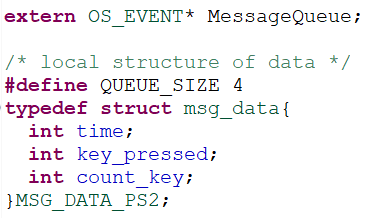 extern OS_EVENT* MessageQueue;
/* local structure of data */
#define QUEUE_SIZE 4
typedef struct msg_data{
  int time;
  int key_pressed;
  int count_key;
}MSG_DATA_PS2;